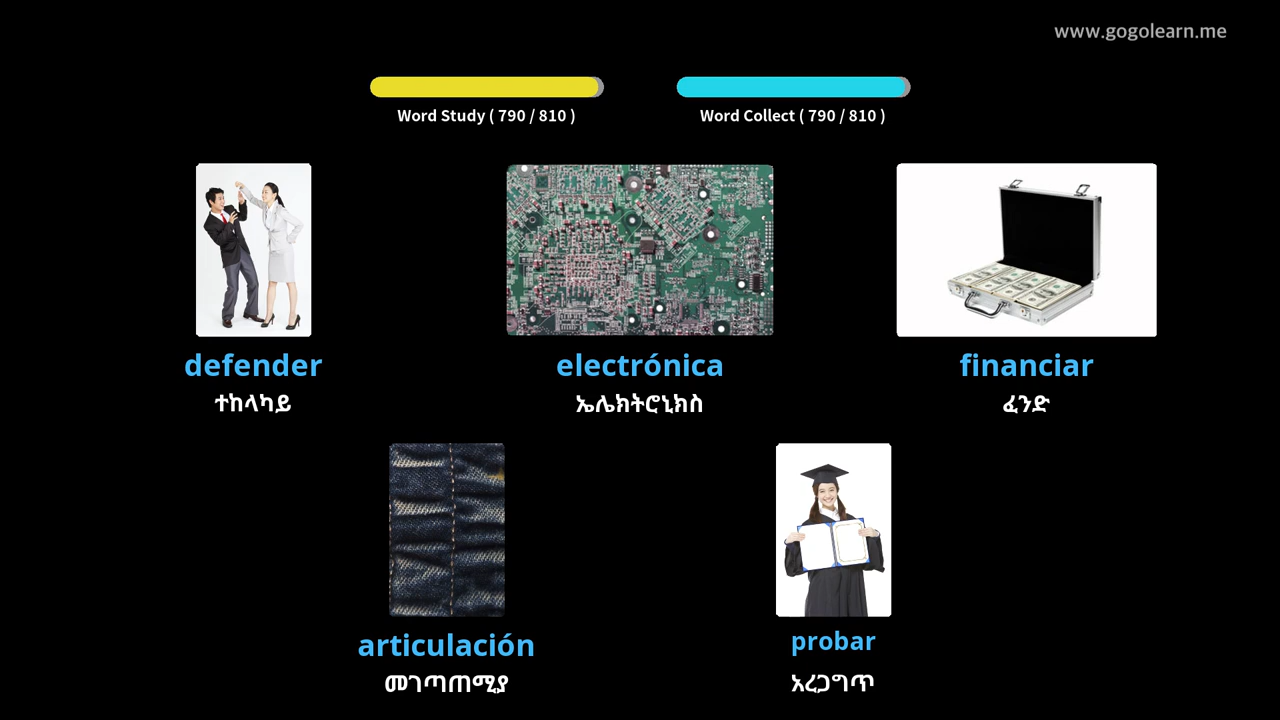 www.gogolearn.me
Word Study ( 790 / 810 )
Word Collect ( 790 / 810 )
defender
ተከላካይ
electrónica
ኤሌክትሮኒክስ
financiar
ፈንድ
articulación
መገጣጠሚያ
probar
አረጋግጥ